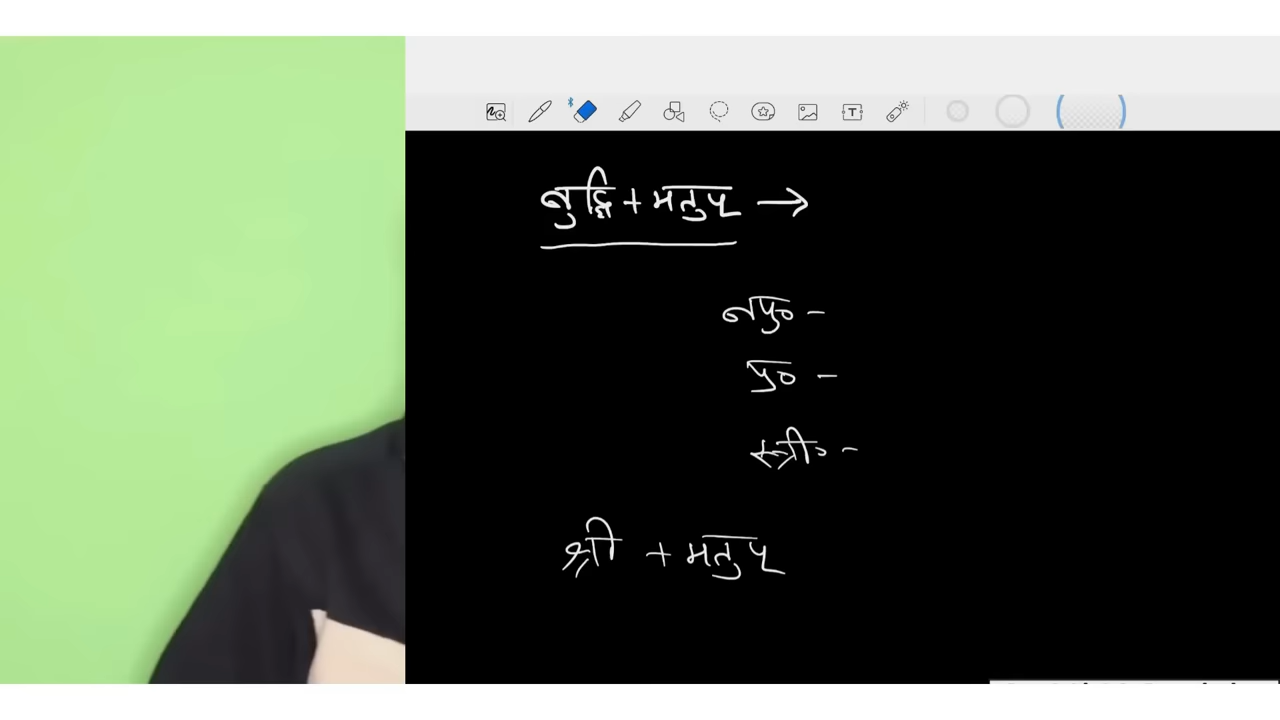 बुद्धि + मतुप् →
नपु० -
पु० -
स्त्री० -
श्री + मतुप्